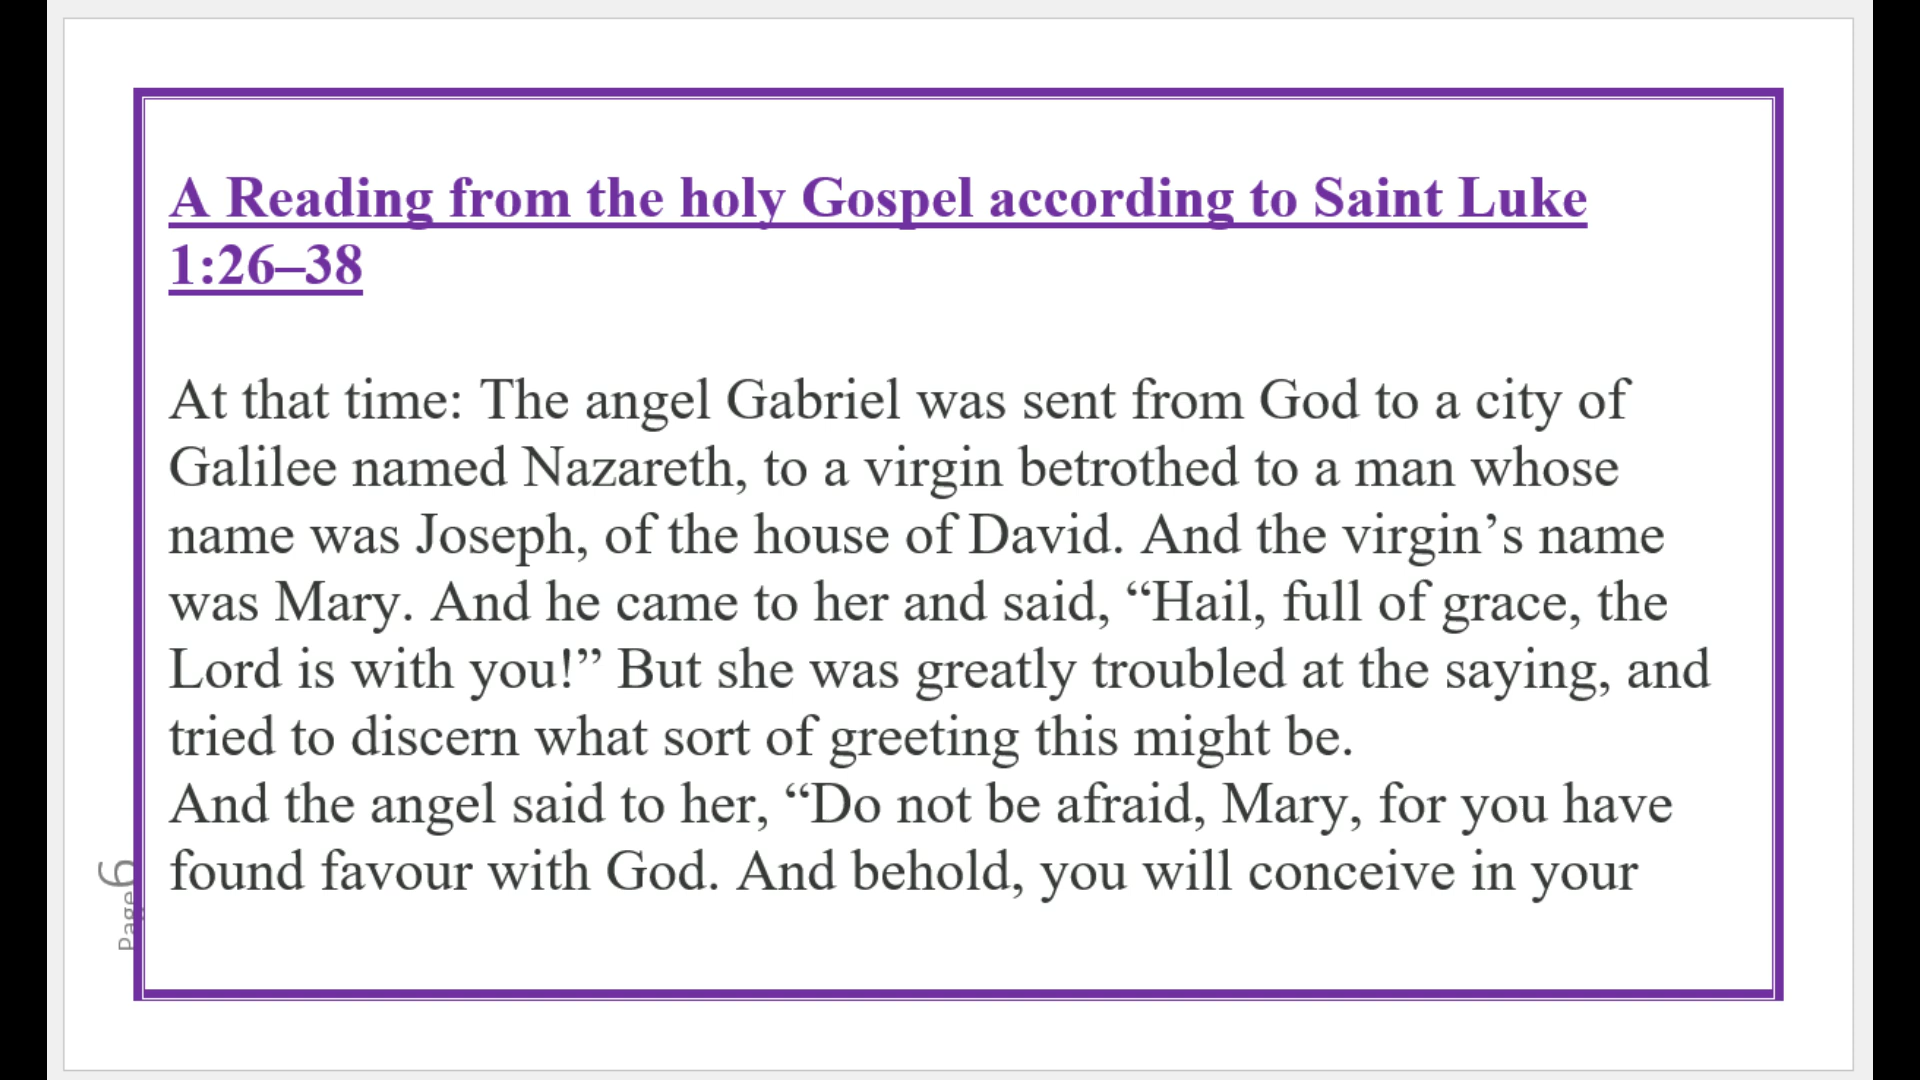 A Reading from the holy Gospel according to Saint Luke
1:26–38
At that time: The angel Gabriel was sent from God to a city of
Galilee named Nazareth, to a virgin betrothed to a man whose
name was Joseph, of the house of David. And the virgin’s name
was Mary. And he came to her and said, “Hail, full of grace, the
Lord is with you!” But she was greatly troubled at the saying, and
tried to discern what sort of greeting this might be.
And the angel said to her, “Do not be afraid, Mary, for you have
found favour with God. And behold, you will conceive in your
Page 6